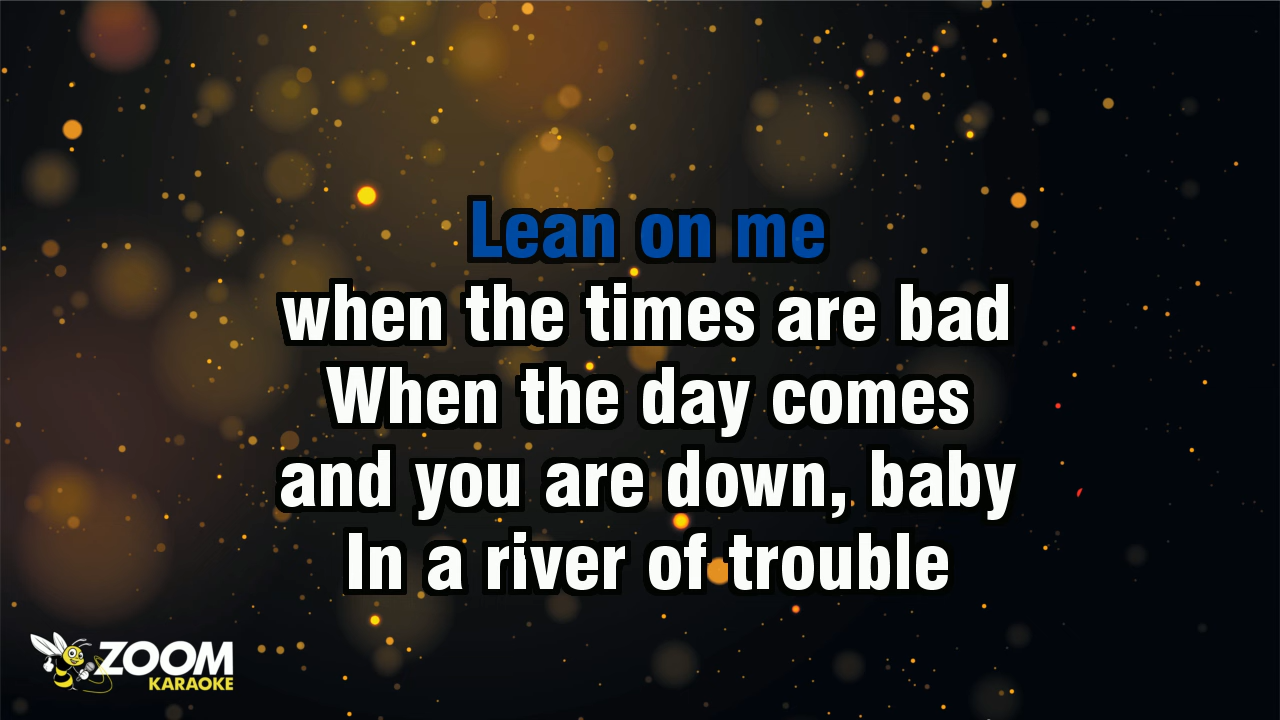 Lean on me
when the times are bad
When the day comes
and you are down, baby
In a river of trouble
ZOOM
KARAOKE